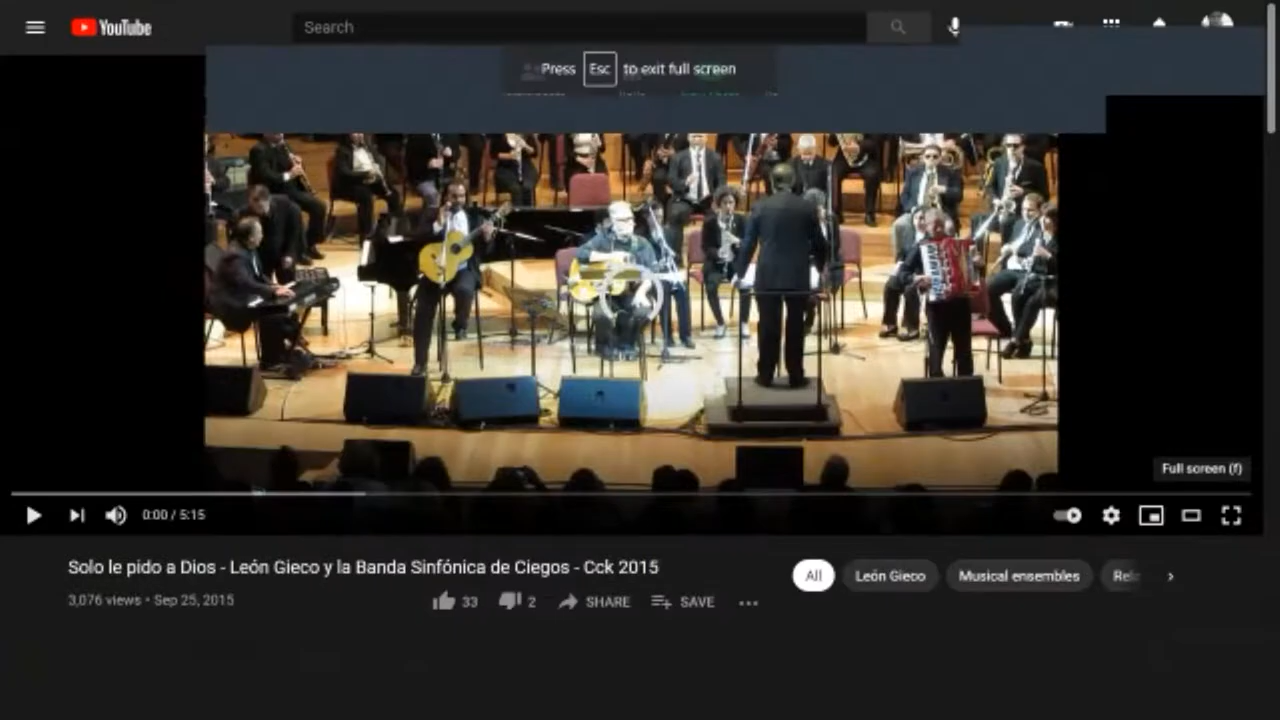 YouTube
Search
Press Esc to exit full screen
Full screen (f)
0:00 / 5:15
Solo le pido a Dios - León Gieco y la Banda Sinfónica de Ciegos - Cck 2015
3,076 views • Sep 25, 2015
33
2
SHARE
SAVE
All
León Gieco
Musical ensembles